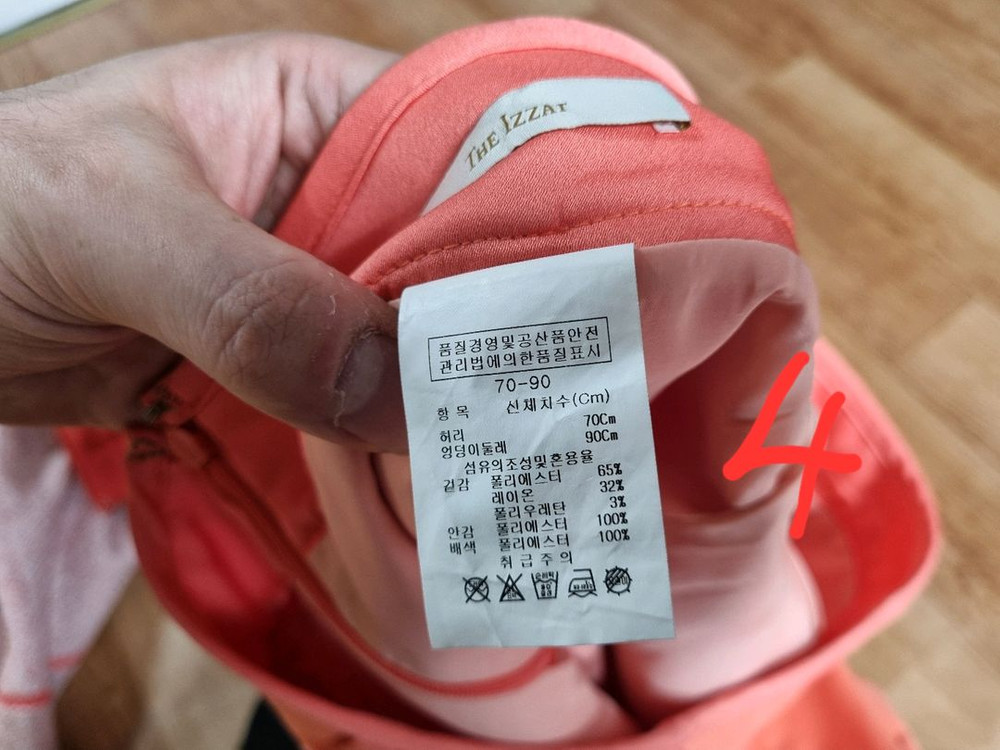 THE IZZAT
품질경영및공산품안전
관리법에의한품질표시
70-90
항 목 신체치수(Cm)
허리 70Cm
엉덩이둘레 90Cm
섬유의조성및혼용율
겉감 폴리에스터 65%
레이온 32%
폴리우레탄 3%
안감 폴리에스터 100%
배색 폴리에스터 100%
취 급 주 의
4